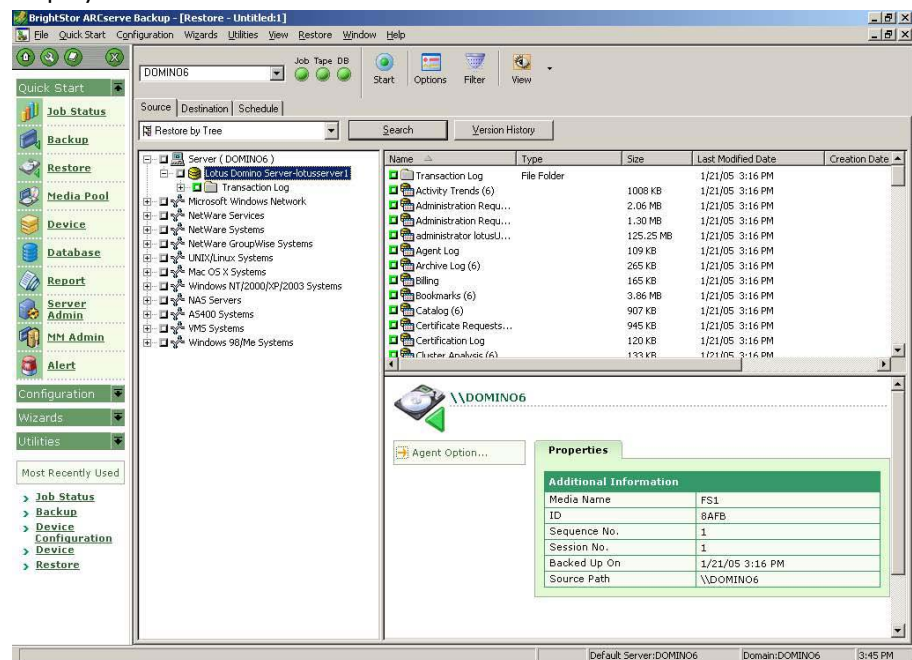 BrightStor ARCserve Backup - [Restore - Untitled:1]
File Quick Start Configuration Wizards Utilities View Restore Window Help
Quick Start
Job Status
Backup
Restore
Media Pool
Device
Database
Report
Server
Admin
MM Admin
Alert
Configuration
Wizards
Utilities
Most Recently Used
Job Status
Backup
Device
Configuration
Device
Restore
DOMINO6
Job Tape DB
Start Options Filter View
Source Destination Schedule
Restore by Tree Search Version History
Server ( DOMINO6 )
Lotus Domino Server-lotusserver1
Transaction Log
Microsoft Windows Network
NetWare Services
NetWare Systems
NetWare GroupWise Systems
UNIX/Linux Systems
Mac OS X Systems
Windows NT/2000/XP/2003 Systems
NAS Servers
AS400 Systems
VMS Systems
Windows 98/Me Systems
Name Type Size Last Modified Date Creation Date
Transaction Log File Folder 1/21/05 3:16 PM
Activity Trends (6) 1008 KB 1/21/05 3:16 PM
Administration Requ... 2.06 MB 1/21/05 3:16 PM
Administration Requ... 1.30 MB 1/21/05 3:16 PM
administrator lotusU... 125.25 MB 1/21/05 3:16 PM
Agent Log 109 KB 1/21/05 3:16 PM
Archive Log (6) 265 KB 1/21/05 3:16 PM
Billing 165 KB 1/21/05 3:16 PM
Bookmarks (6) 3.86 MB 1/21/05 3:16 PM
Catalog (6) 907 KB 1/21/05 3:16 PM
Certificate Requests... 945 KB 1/21/05 3:16 PM
Certification Log 120 KB 1/21/05 3:16 PM
Cluster Analysis (6) 133 KB 1/21/05 3:16 PM
\\DOMINO6
Agent Option...
Properties
Additional Information
Media Name FS1
ID 8AFB
Sequence No. 1
Session No. 1
Backed Up On 1/21/05 3:16 PM
Source Path \\DOMINO6
Default Server:DOMINO6 Domain:DOMINO6 3:45 PM